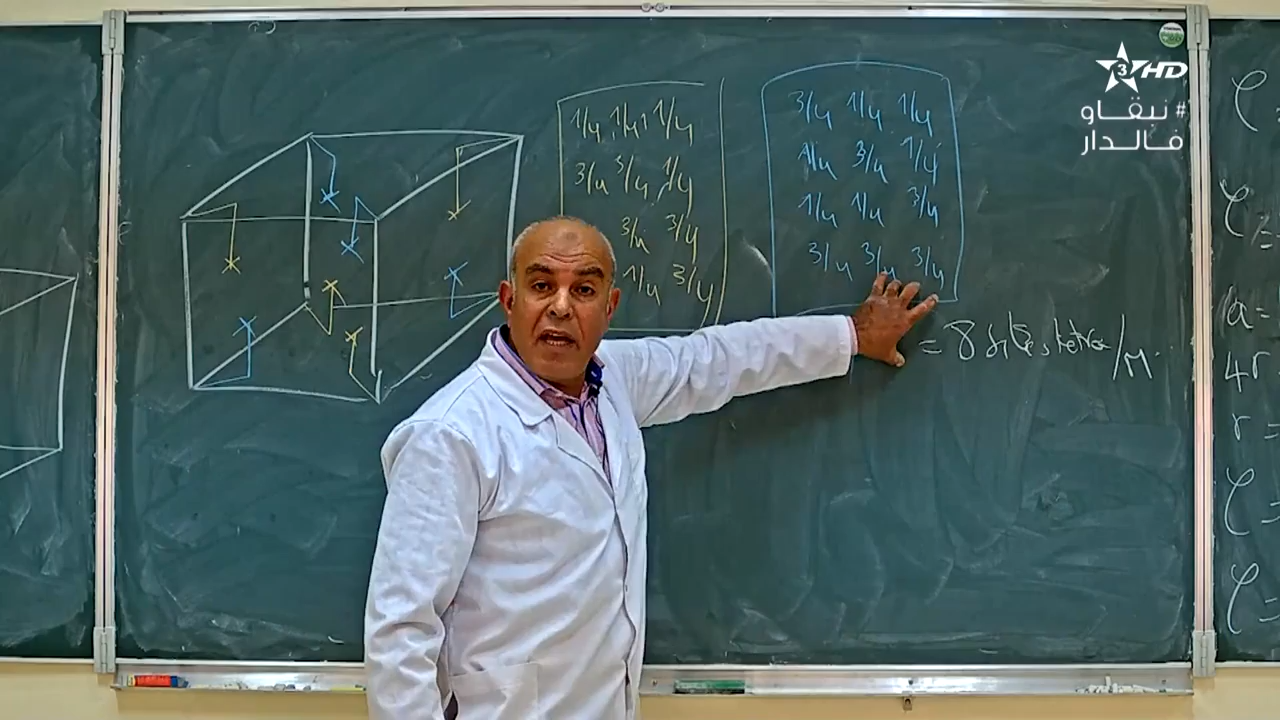 3 HD
# نبقاو
فالدار
1/4, 1/4, 1/4
3/4 3/4, 1/4
3/4 3/4
1/4 3/4
3/4 1/4 1/4
1/4 3/4 1/4
1/4 1/4 3/4
3/4 3/4 3/4
= 8 sites tetra/M.
a =
4r =
r =